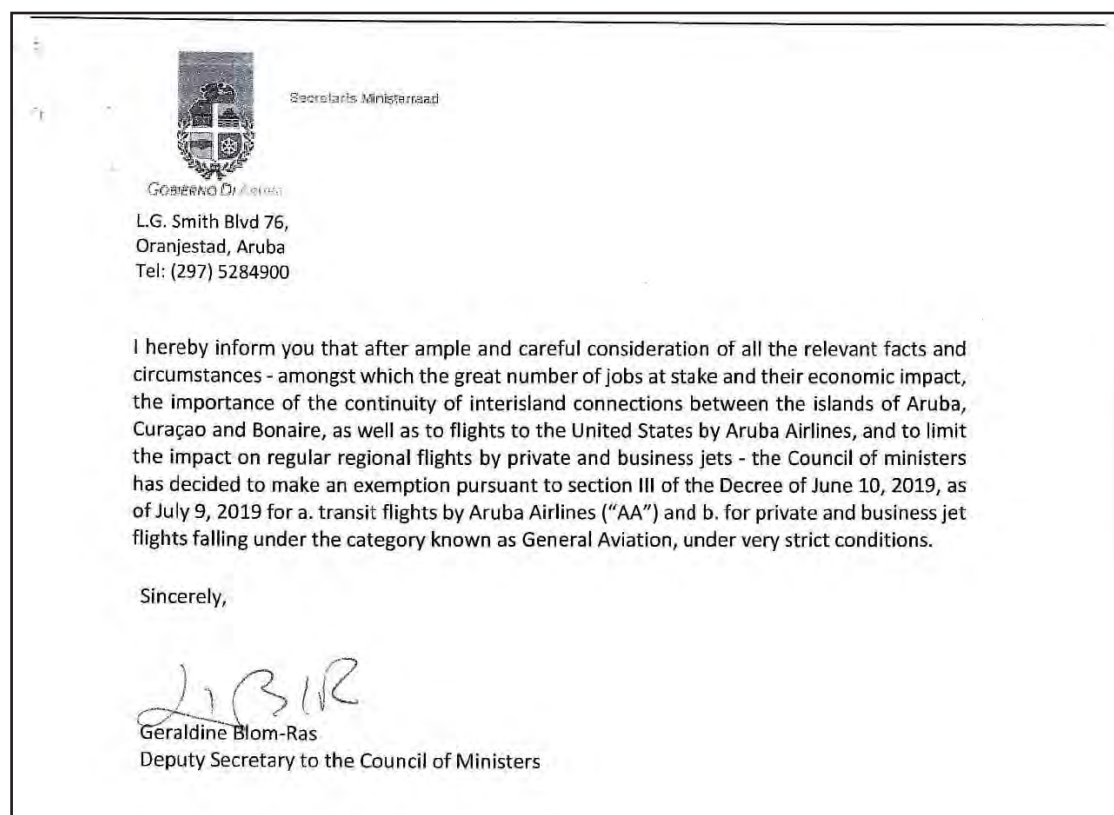 Secretaris Ministerraad
GOBIERNO DI
L.G. Smith Blvd 76,
Oranjestad, Aruba
Tel: (297) 5284900
I hereby inform you that after ample and careful consideration of all the relevant facts and
circumstances - amongst which the great number of jobs at stake and their economic impact,
the importance of the continuity of interisland connections between the islands of Aruba,
Curaçao and Bonaire, as well as to flights to the United States by Aruba Airlines, and to limit
the impact on regular regional flights by private and business jets - the Council of ministers
has decided to make an exemption pursuant to section III of the Decree of June 10, 2019, as
of July 9, 2019 for a. transit flights by Aruba Airlines ("AA") and b. for private and business jet
flights falling under the category known as General Aviation, under very strict conditions.
Sincerely,
Geraldine Blom-Ras
Deputy Secretary to the Council of Ministers